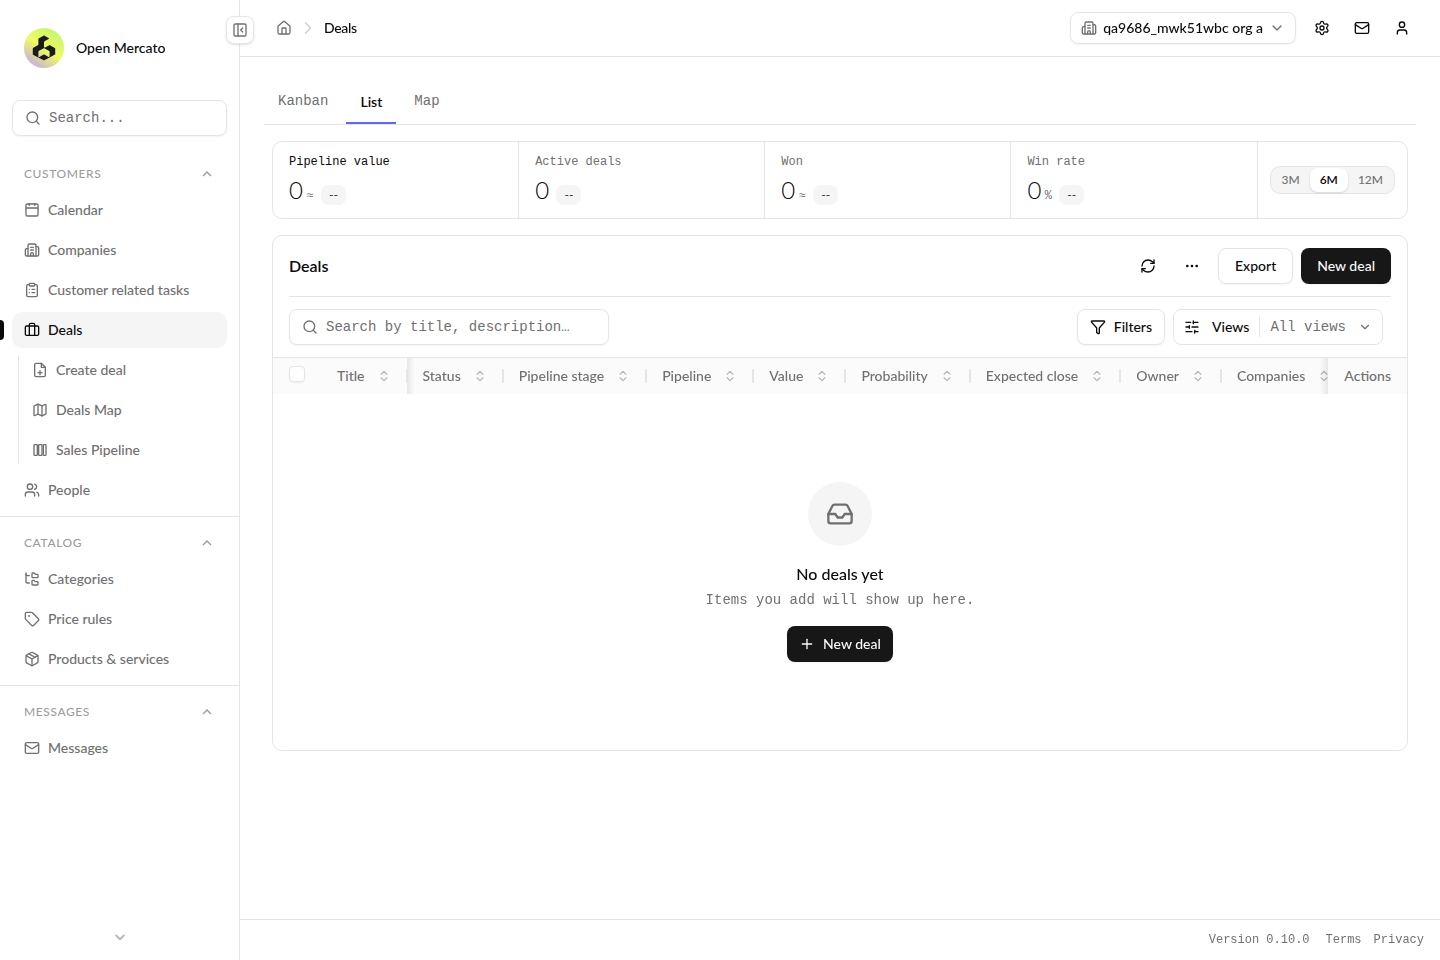 Open Mercato
Deals
qa9686_mwk51wbc org a
Search...
CUSTOMERS
Calendar
Companies
Customer related tasks
Deals
Create deal
Deals Map
Sales Pipeline
People
CATALOG
Categories
Price rules
Products & services
MESSAGES
Messages
Kanban List Map
Pipeline value
0 ≈ --
Active deals
0 --
Won
0 ≈ --
Win rate
0 % --
3M 6M 12M
Deals
Export
New deal
Search by title, description…
Filters
Views All views
Title Status Pipeline stage Pipeline Value Probability Expected close Owner Companies Actions
No deals yet
Items you add will show up here.
New deal
Version 0.10.0 Terms Privacy